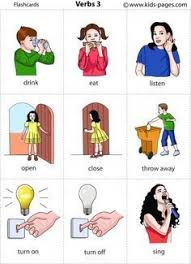 Flashcards Verbs 3 www.kids-pages.com
drink eat listen
open close throw away
turn on turn off sing